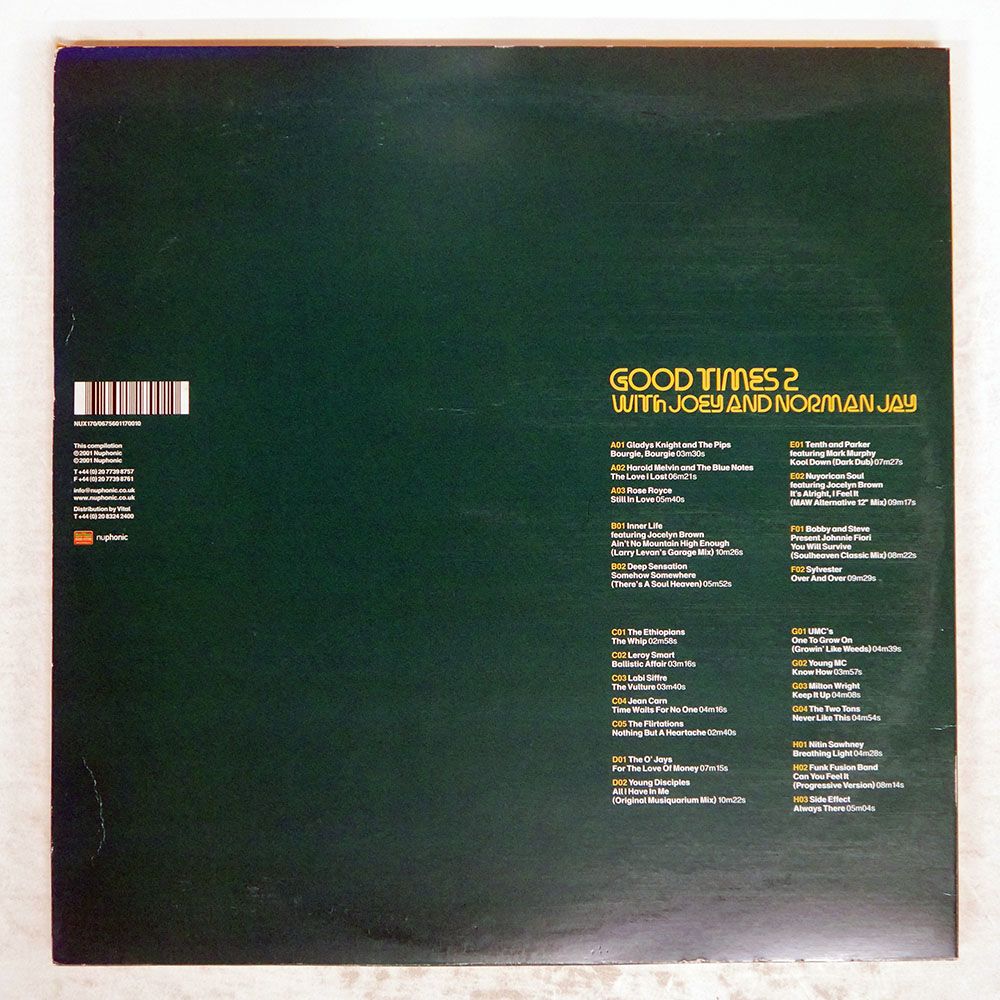 GOOD TIMES 2
WITH JOEY AND NORMAN JAY
A01 Gladys Knight and The Pips
Bourgie, Bourgie 03m30s
A02 Harold Melvin and The Blue Notes
The Love I Lost 06m21s
A03 Rose Royce
Still In Love 05m40s
B01 Inner Life
featuring Jocelyn Brown
Ain't No Mountain High Enough
(Larry Levan's Garage Mix) 10m26s
B02 Deep Sensation
Somehow Somewhere
(There's A Soul Heaven) 05m52s
C01 The Ethiopians
The Whip 02m58s
C02 Leroy Smart
Ballistic Affair 03m16s
C03 Labi Siffre
The Vulture 03m40s
C04 Jean Carn
Time Waits For No One 04m16s
C05 The Flirtations
Nothing But A Heartache 02m40s
D01 The O' Jays
For The Love Of Money 07m15s
D02 Young Disciples
All I Have In Me
(Original Musiquarium Mix) 10m22s
E01 Tenth and Parker
featuring Mark Murphy
Kool Down (Dark Dub) 07m27s
E02 Nuyorican Soul
featuring Jocelyn Brown
It's Alright, I Feel It
(MAW Alternative 12" Mix) 09m17s
F01 Bobby and Steve
Present Johnnie Fiori
You Will Survive
(Soulheaven Classic Mix) 08m22s
F02 Sylvester
Over And Over 09m29s
G01 UMC's
One To Grow On
(Growin' Like Weeds) 04m39s
G02 Young MC
Know How 03m57s
G03 Milton Wright
Keep It Up 04m08s
G04 The Two Tons
Never Like This 04m54s
H01 Nitin Sawhney
Breathing Light 04m28s
H02 Funk Fusion Band
Can You Feel It
(Progressive Version) 08m14s
H03 Side Effect
Always There 05m04s
NUX170/0675601170010
This compilation
℗2001 Nuphonic
©2001 Nuphonic
T +44 (0) 20 7739 8757
F +44 (0) 20 7739 8761
info@nuphonic.co.uk
www.nuphonic.co.uk
Distribution by Vital
T +44 (0) 20 8324 2400
nuphonic